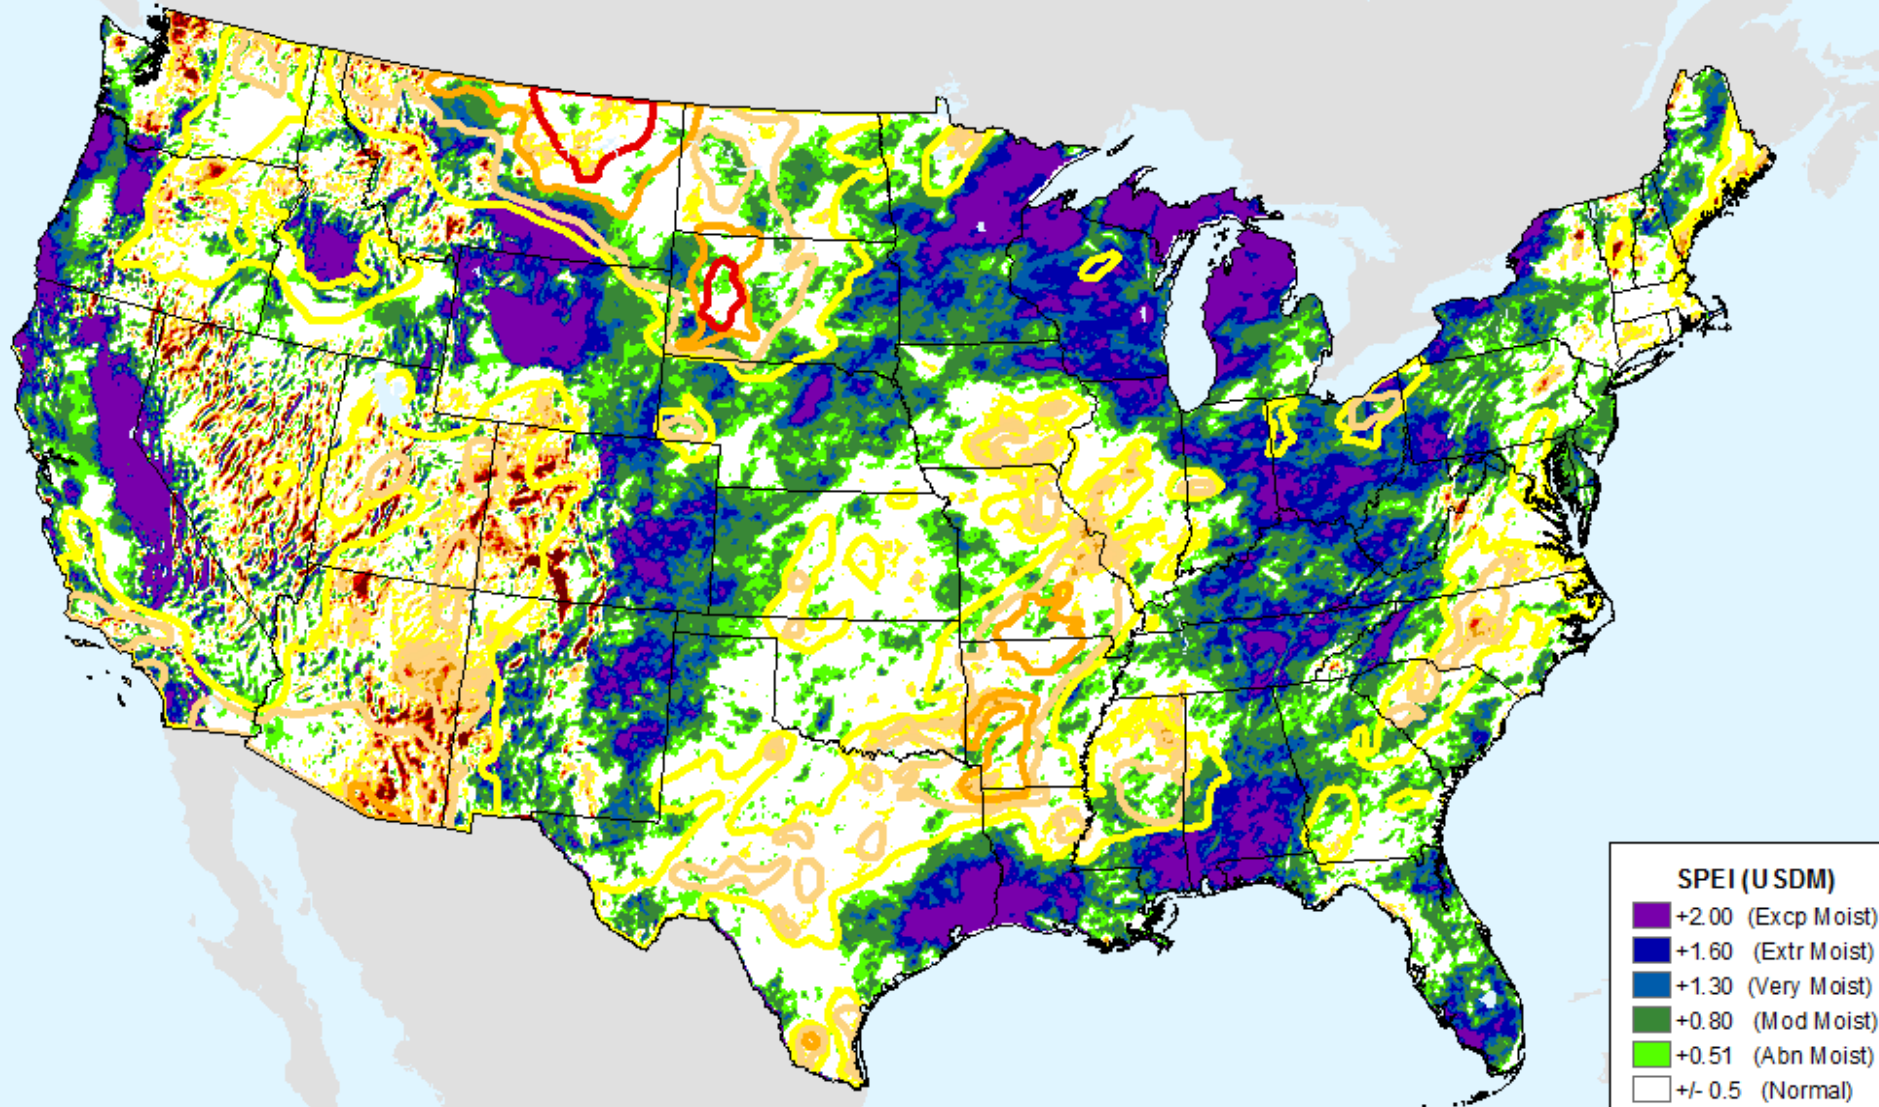 SPEI (USDM)
+2.00 (Excp Moist)
+1.60 (Extr Moist)
+1.30 (Very Moist)
+0.80 (Mod Moist)
+0.51 (Abn Moist)
+/- 0.5 (Normal)